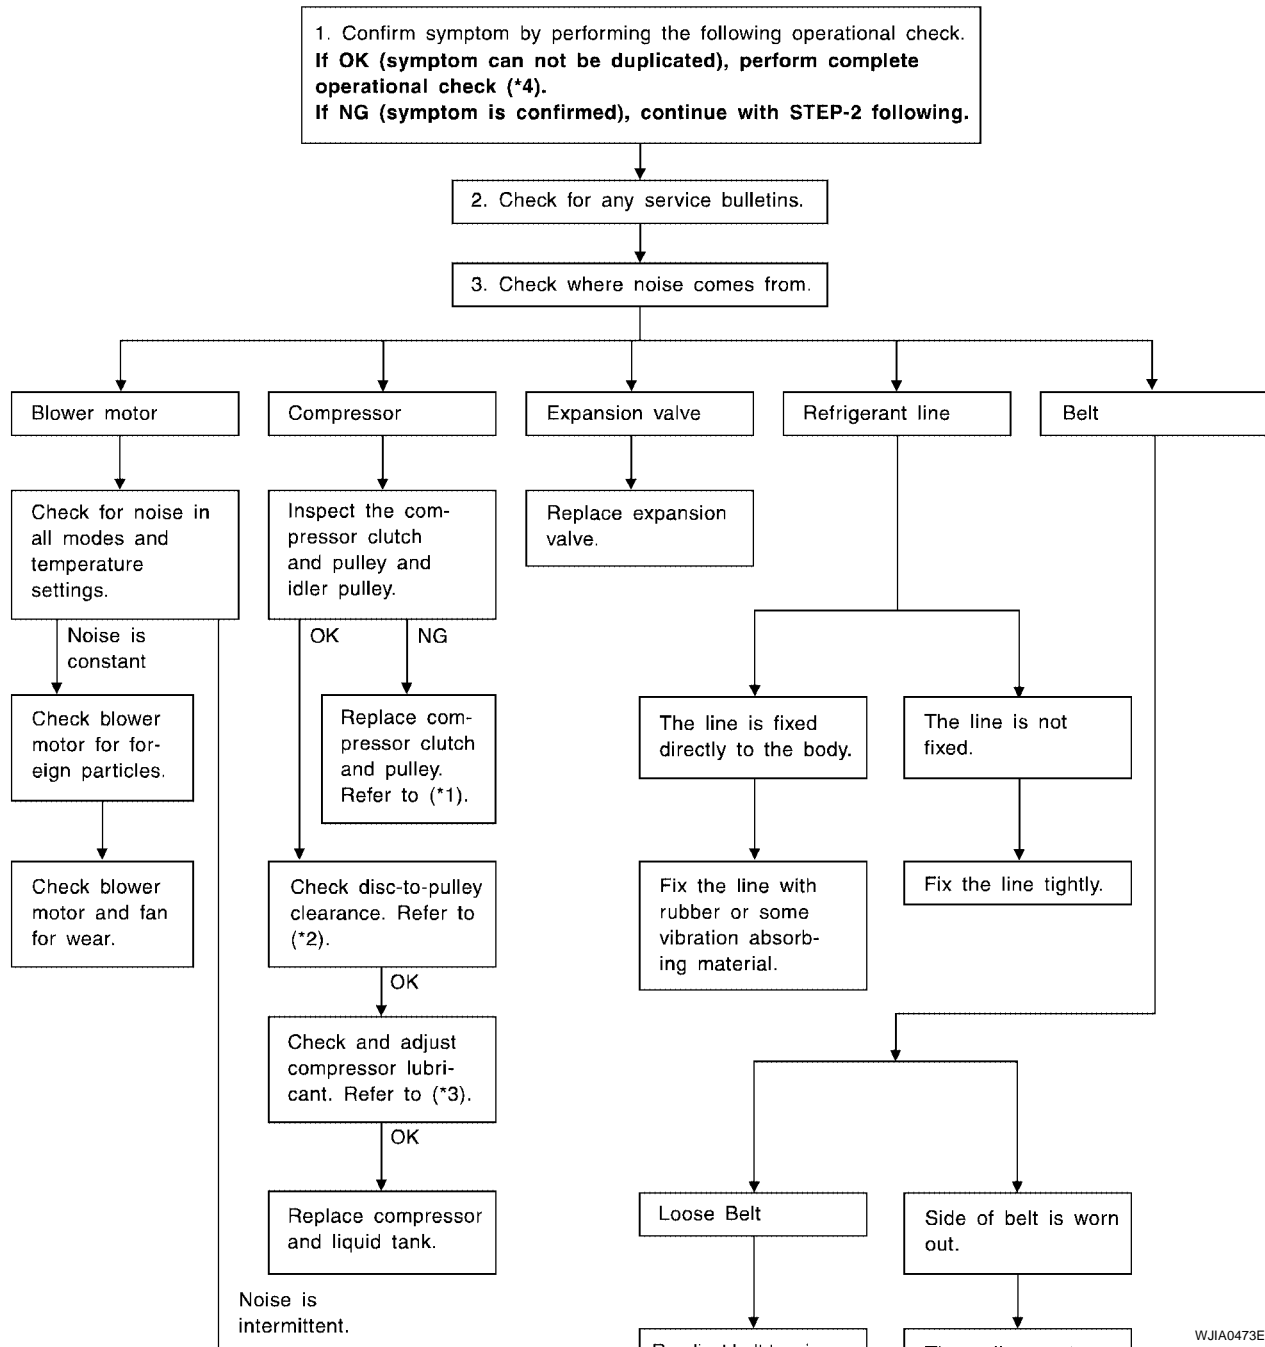 1. Confirm symptom by performing the following operational check.
If OK (symptom can not be duplicated), perform complete
operational check (*4).
If NG (symptom is confirmed), continue with STEP-2 following.
2. Check for any service bulletins.
3. Check where noise comes from.
Blower motor
Compressor
Expansion valve
Refrigerant line
Belt
Check for noise in
all modes and
temperature
settings.
Inspect the com-
pressor clutch
and pulley and
idler pulley.
Replace expansion
valve.
Noise is
constant
OK
NG
Check blower
motor for for-
eign particles.
Replace com-
pressor clutch
and pulley.
Refer to (*1).
The line is fixed
directly to the body.
The line is not
fixed.
Check blower
motor and fan
for wear.
Check disc-to-pulley
clearance. Refer to
(*2).
Fix the line with
rubber or some
vibration absorb-
ing material.
Fix the line tightly.
OK
Check and adjust
compressor lubri-
cant. Refer to (*3).
OK
Replace compressor
and liquid tank.
Loose Belt
Side of belt is worn
out.
Noise is
intermittent.
WJIA0473E